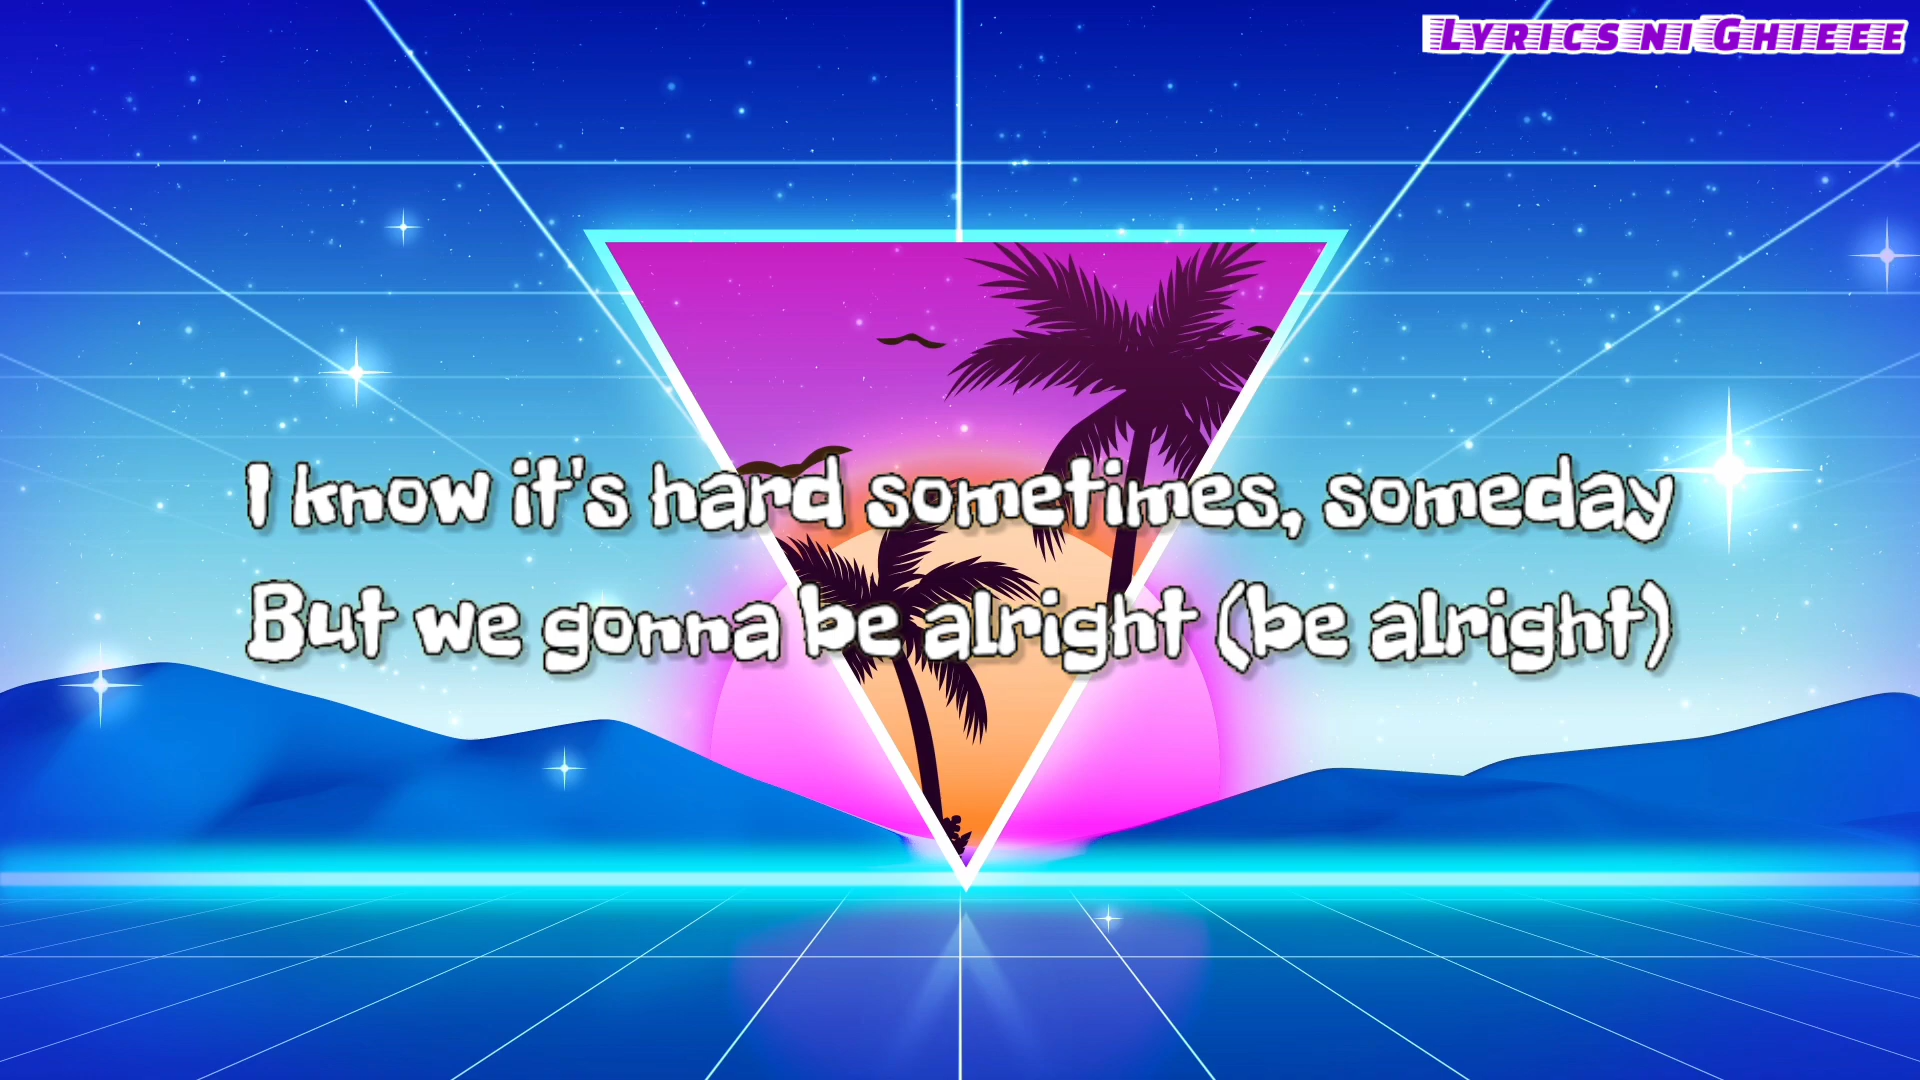 Lyrics ni Ghieee
I know it's hard sometimes, someday
But we gonna be alright (be alright)